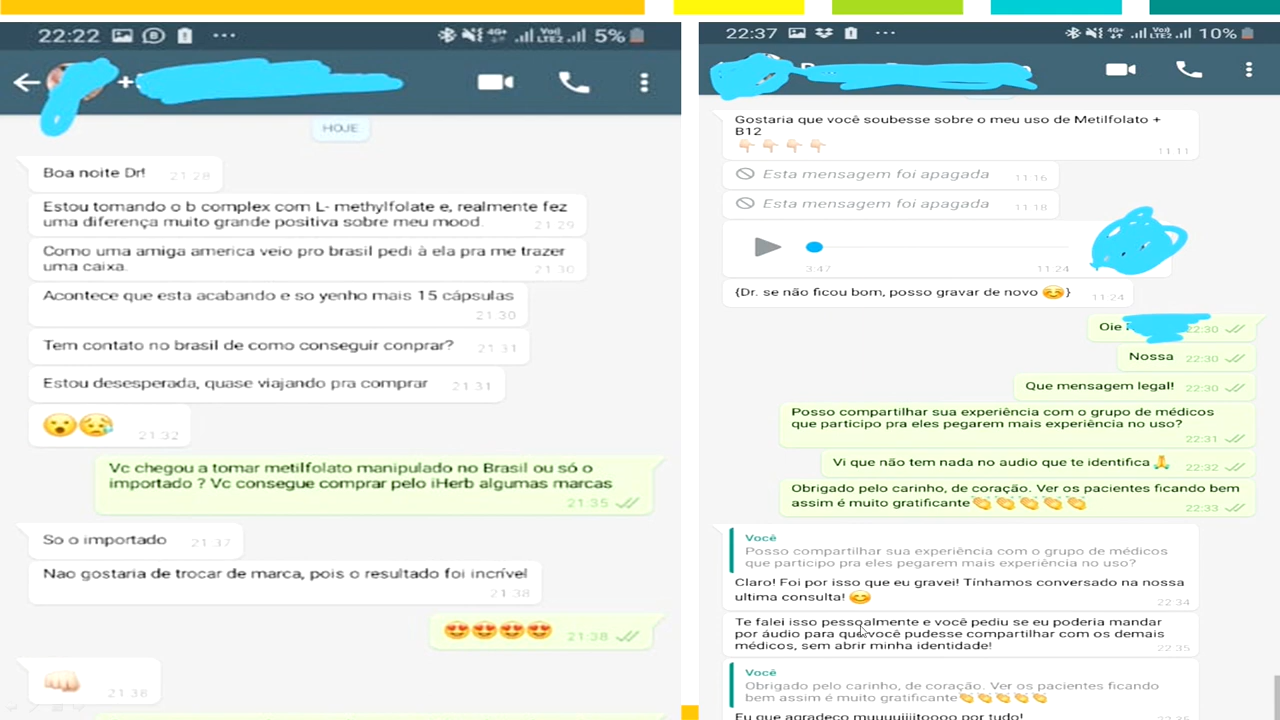 22:22
5%
HOJE
Boa noite Dr!
21:28
Estou tomando o b complex com L- methylfolate e, realmente fez
uma diferença muito grande positiva sobre meu mood.
21:29
Como uma amiga america veio pro brasil pedi à ela pra me trazer
uma caixa.
21:30
Acontece que esta acabando e so yenho mais 15 cápsulas
21:30
Tem contato no brasil de como conseguir conprar?
21:31
Estou desesperada, quase viajando pra comprar
21:31
21:32
Vc chegou a tomar metilfolato manipulado no Brasil ou só o
importado ? Vc consegue comprar pelo iHerb algumas marcas
21:35
So o importado
21:37
Nao gostaria de trocar de marca, pois o resultado foi incrível
21:38
21:38
21:38
22:37
10%
Gostaria que você soubesse sobre o meu uso de Metilfolato +
B12
11:11
Esta mensagem foi apagada
11:16
Esta mensagem foi apagada
11:18
3:47
11:24
{Dr. se não ficou bom, posso gravar de novo 😊}
11:24
Oie
22:30
Nossa
22:30
Que mensagem legal!
22:30
Posso compartilhar sua experiência com o grupo de médicos
que participo pra eles pegarem mais experiência no uso?
22:31
Vi que não tem nada no audio que te identifica 🙏
22:32
Obrigado pelo carinho, de coração. Ver os pacientes ficando bem
assim é muito gratificante👏👏👏👏👏
22:33
Você
Posso compartilhar sua experiência com o grupo de médicos
que participo pra eles pegarem mais experiência no uso?
Claro! Foi por isso que eu gravei! Tínhamos conversado na nossa
ultima consulta! 😊
22:34
Te falei isso pessoalmente e você pediu se eu poderia mandar
por áudio para que você pudesse compartilhar com os demais
médicos, sem abrir minha identidade!
22:35
Você
Obrigado pelo carinho, de coração. Ver os pacientes ficando
bem assim é muito gratificante👏👏👏👏👏
Eu que agradeço muuuuiiiitoooo por tudo!